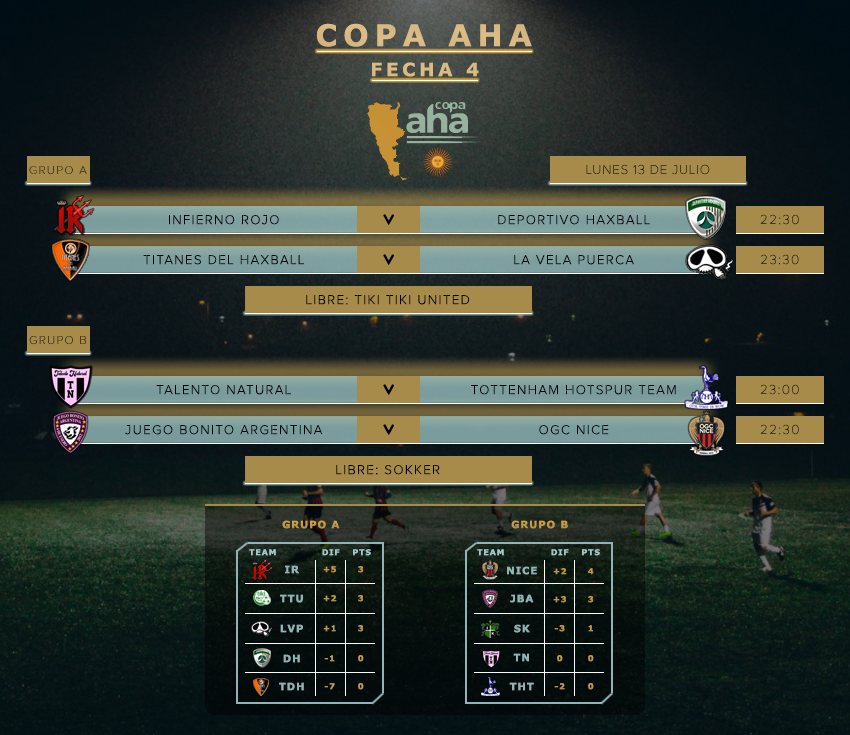 COPA AHA
FECHA 4
copa
aha
GRUPO A
LUNES 13 DE JULIO
INFIERNO ROJO V DEPORTIVO HAXBALL 22:30
TITANES DEL HAXBALL V LA VELA PUERCA 23:30
LIBRE: TIKI TIKI UNITED
GRUPO B
TALENTO NATURAL V TOTTENHAM HOTSPUR TEAM 23:00
JUEGO BONITO ARGENTINA V OGC NICE 22:30
LIBRE: SOKKER
GRUPO A
TEAM DIF PTS
IR +5 3
TTU +2 3
LVP +1 3
DH -1 0
TDH -7 0
GRUPO B
TEAM DIF PTS
NICE +2 4
JBA +3 3
SK -3 1
TN 0 0
THT -2 0